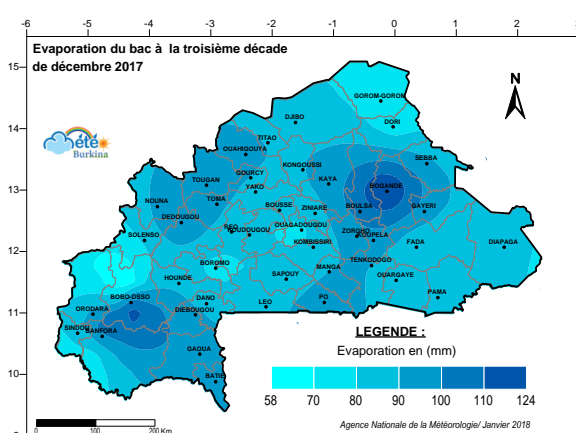 -6 -5 -4 -3 -2 -1 0 1 2 3
Evaporation du bac à la troisième décade
de décembre 2017
15
14
13
12
11
10
9
été
Burkina
N
GOROM-GOROM
DJIBO
DORI
TITAO
OUAHIGOUYA
KONGOUSSI
SEBBA
TOUGAN
GOURCY
KAYA
BOGANDE
YAKO
NOUNA
TOMA
BOUSSE
ZINIARE
BOULSA
GAYERI
DEDOUGOU
REO
KOUDOUGOU
OUAGADOUGOU
ZORGHO
KOUPELA
SOLENSO
KOMBISSIRI
FADA
DIAPAGA
BOROMO
TENKODOGO
HOUNDE
SAPOUY
MANGA
OUARGAYE
BOBO-DSSO
DANO
LEO
PO
PAMA
ORODARA
DIEBOUGOU
SINDOU
BANFORA
GAOUA
BATIE
LEGENDE :
Evaporation en (mm)
58 70 80 90 100 110 124
0 100 200 Km
Agence Nationale de la Météorologie/ Janvier 2018